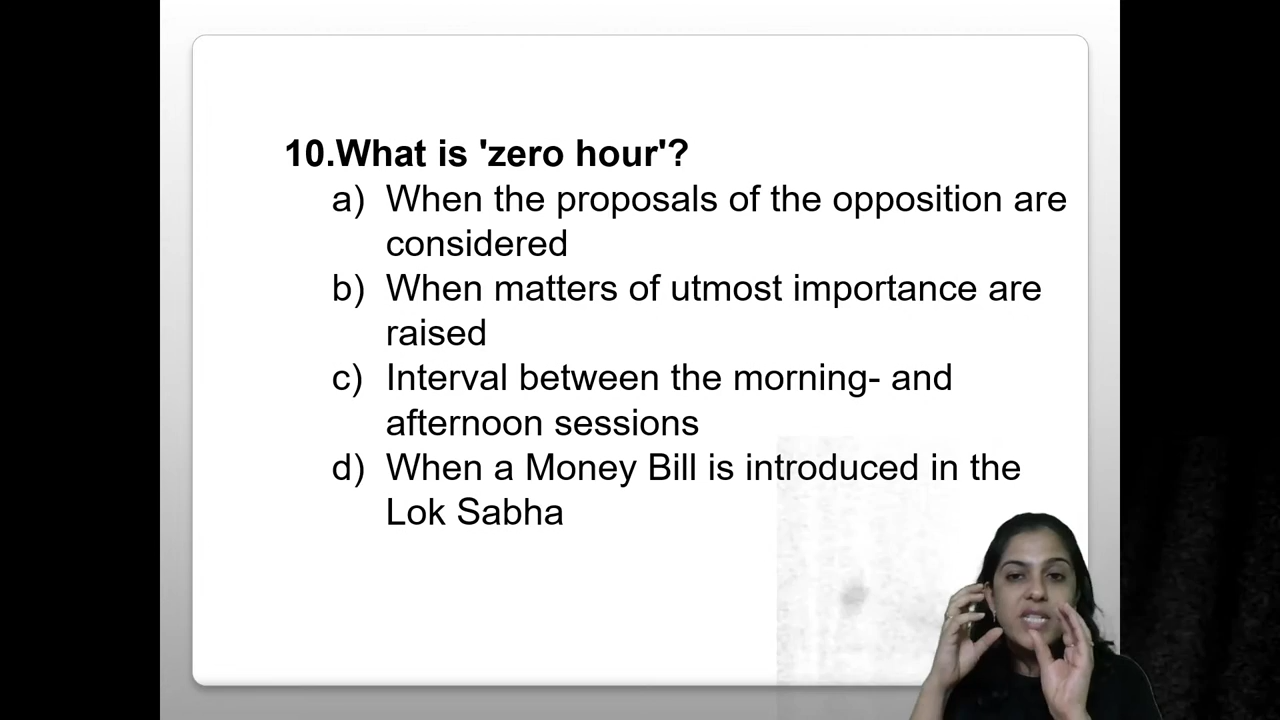 10.What is 'zero hour'?
a) When the proposals of the opposition are
considered
b) When matters of utmost importance are
raised
c) Interval between the morning- and
afternoon sessions
d) When a Money Bill is introduced in the
Lok Sabha